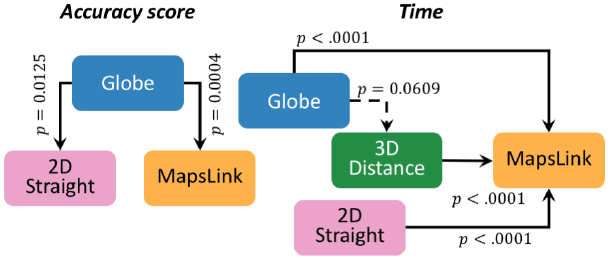 Accuracy score
p = 0.0125
Globe
p = 0.0004
2D
Straight
MapsLink
Time
p < .0001
Globe
p = 0.0609
3D
Distance
MapsLink
p < .0001
2D
Straight
p < .0001